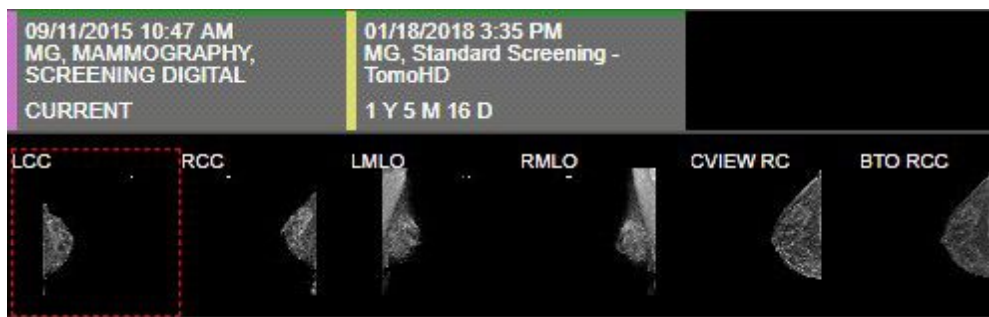 09/11/2015 10:47 AM
MG, MAMMOGRAPHY,
SCREENING DIGITAL
CURRENT
01/18/2018 3:35 PM
MG, Standard Screening -
TomoHD
1 Y 5 M 16 D
LCC
RCC
LMLO
RMLO
CVIEW RC
BTO RCC